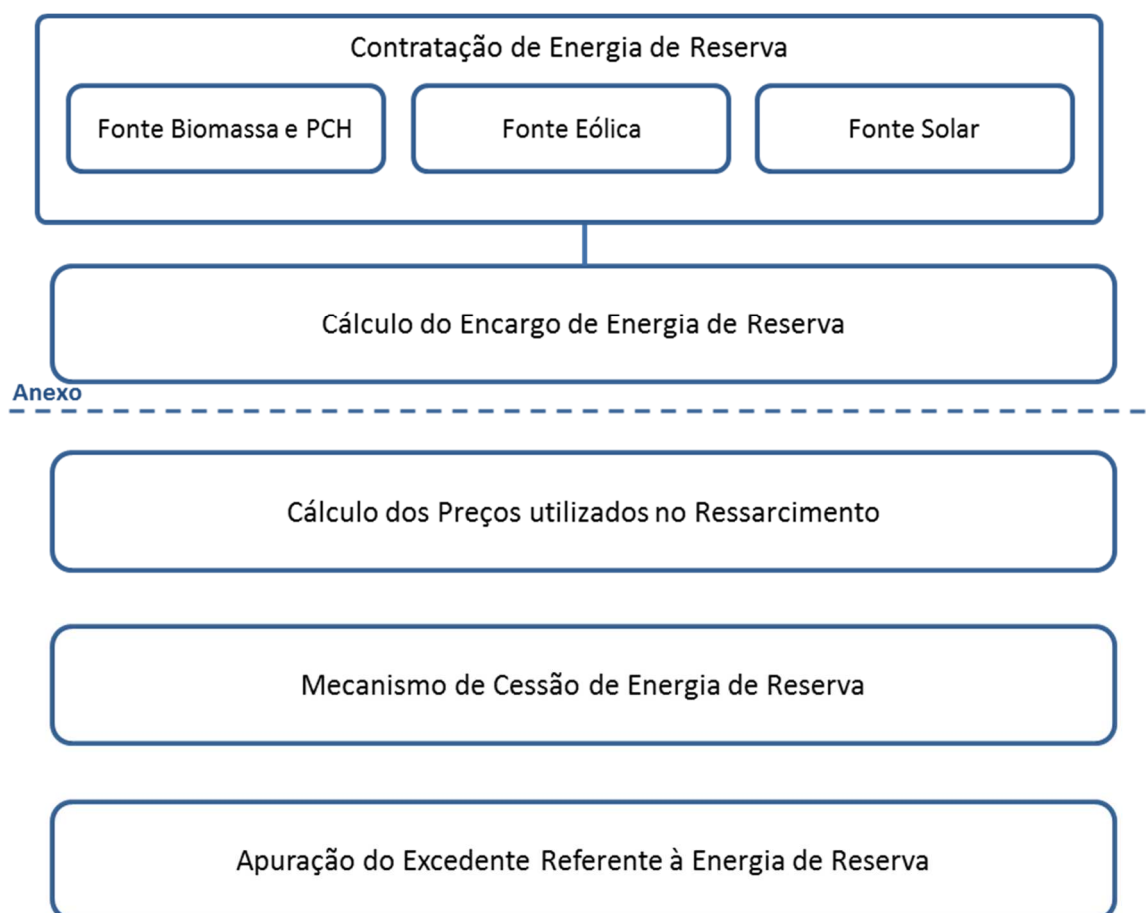 Contratação de Energia de Reserva
Fonte Biomassa e PCH
Fonte Eólica
Fonte Solar
Cálculo do Encargo de Energia de Reserva
Anexo
Cálculo dos Preços utilizados no Ressarcimento
Mecanismo de Cessão de Energia de Reserva
Apuração do Excedente Referente à Energia de Reserva